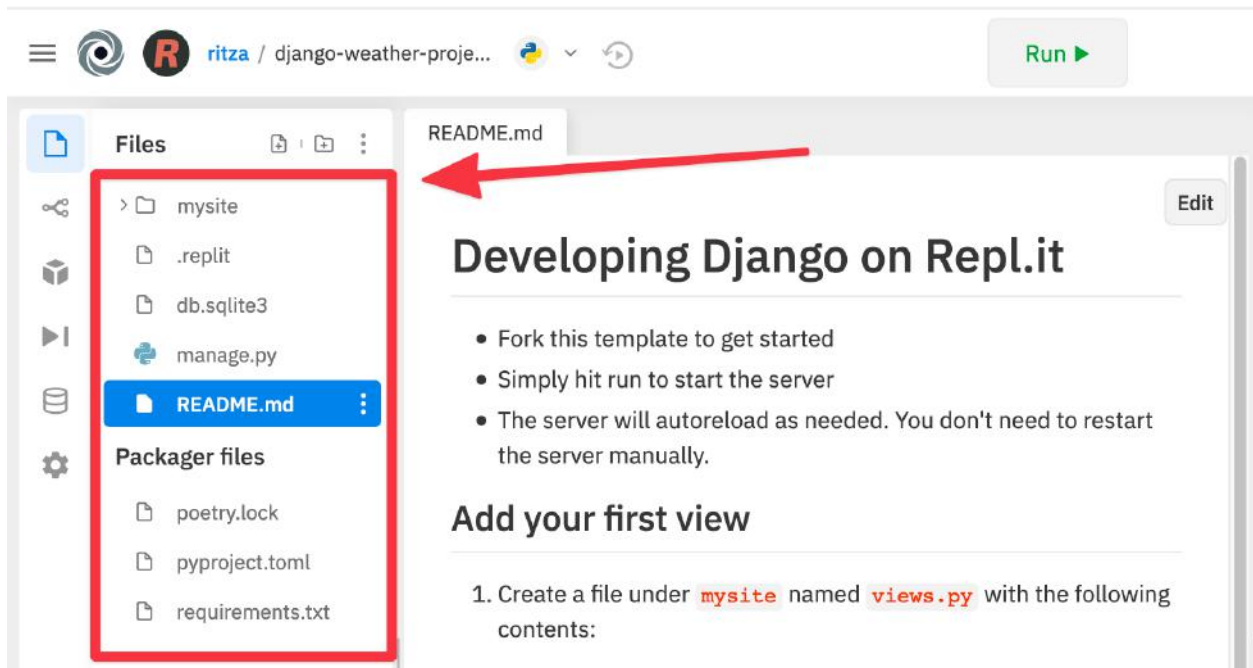 R ritza / django-weather-proje...
Run
Files
README.md
mysite
.replit
db.sqlite3
manage.py
README.md
Packager files
poetry.lock
pyproject.toml
requirements.txt
Edit
Developing Django on Repl.it
• Fork this template to get started
• Simply hit run to start the server
• The server will autoreload as needed. You don't need to restart
the server manually.
Add your first view
1. Create a file under mysite named views.py with the following
contents: